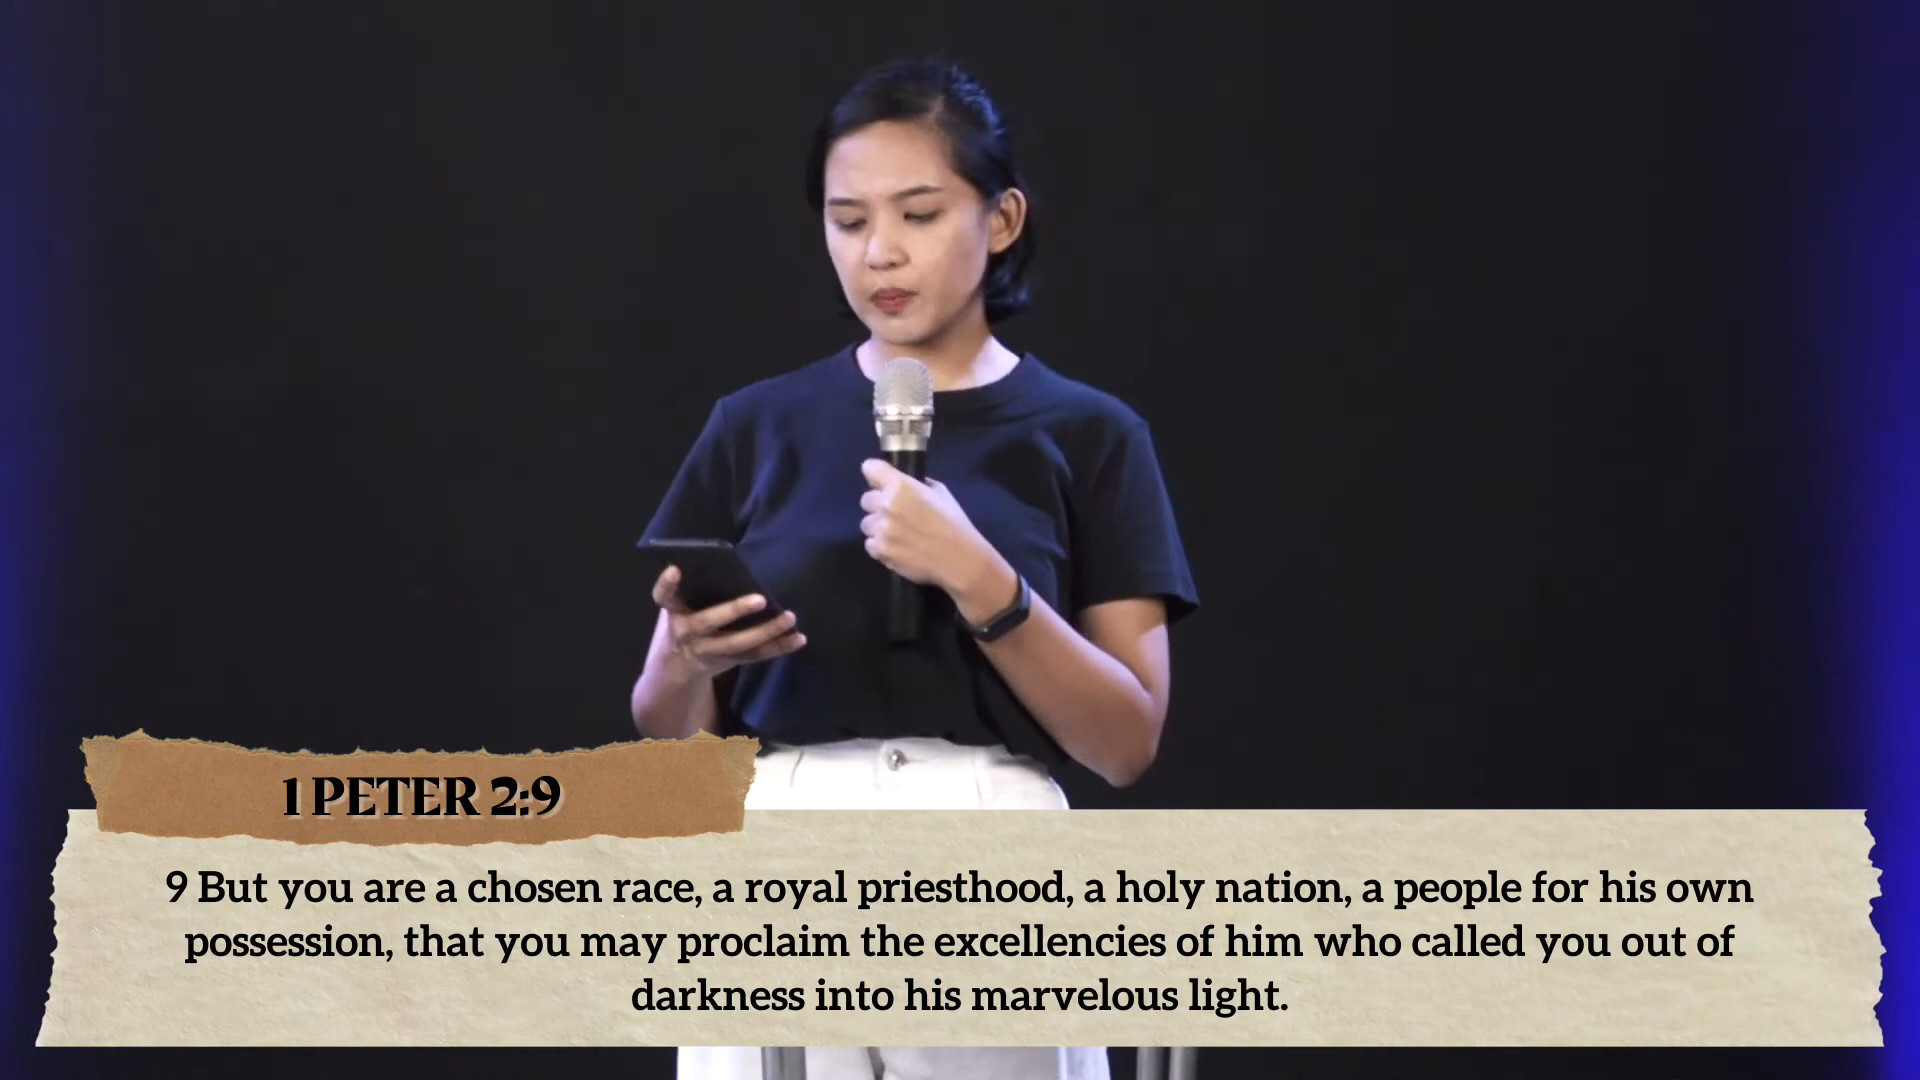 1 PETER 2:9
9 But you are a chosen race, a royal priesthood, a holy nation, a people for his own
possession, that you may proclaim the excellencies of him who called you out of
darkness into his marvelous light.